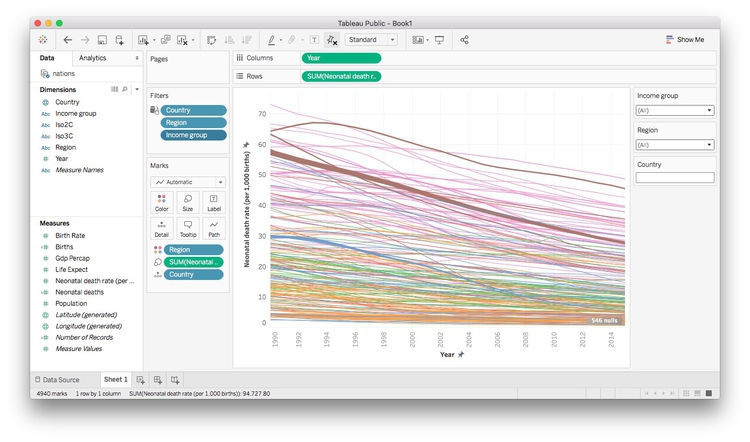 Tableau Public - Book1
Standard
Show Me
Data
Analytics
nations
Dimensions
Country
Abc Income group
Abc Iso2C
Abc Iso3C
Abc Region
Year
Abc Measure Names
Measures
Birth Rate
Births
Gdp Percap
Life Expect
Neonatal death rate (per ...
Neonatal deaths
Population
Latitude (generated)
Longitude (generated)
Number of Records
Measure Values
Pages
Filters
Country
Region
Income group
Marks
Automatic
Color
Size
Label
Detail
Tooltip
Path
Region
SUM(Neonatal ..
Country
Columns
Year
Rows
SUM(Neonatal death r..
Neonatal death rate (per 1,000 births)
70
60
50
40
30
20
10
0
546 nulls
1990
1992
1994
1996
1998
2000
2002
2004
2006
2008
2010
2012
2014
Year
Income group
(All)
Region
(All)
Country
Data Source
Sheet 1
4940 marks
1 row by 1 column
SUM(Neonatal death rate (per 1,000 births)): 94,727.80